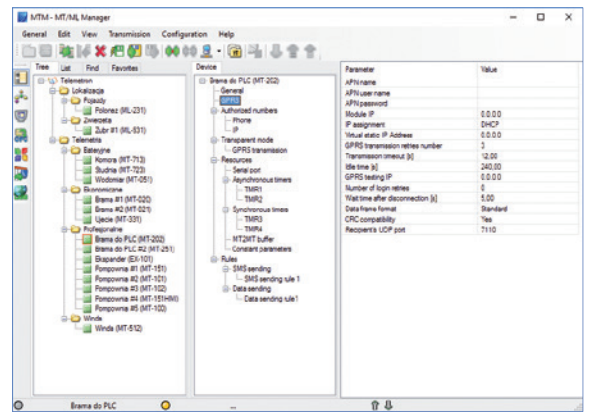 MTM - MT/ML Manager
General Edit View Transmission Configuration Help
Tree List Find Favorites
Telemetron
Lokalizacja
Pojazdy
Polonez (ML-231)
Zwierzeta
Żubr #1 (ML-931)
Telemetria
Bateryjne
Komora (MT-713)
Studnia (MT-723)
Wodomiar (MT-051)
Ekonomiczne
Brama #1 (MT-020)
Brama #2 (MT-021)
Ujecie (MT-331)
Profesjonalne
Brama do PLC (MT-202)
Brama do PLC #2 (MT-251)
Ekspander (EX-101)
Pompownia #1 (MT-151)
Pompownia #2 (MT-101)
Pompownia #3 (MT-102)
Pompownia #4 (MT-151HMI)
Pompownia #5 (MT-100)
Winda
Winda (MT-512)
Device
Brama do PLC (MT-202)
General
GPRS
Authorized numbers
Phone
IP
Transparent mode
GPRS transmission
Resources
Serial port
Asynchronous timers
TMR1
TMR2
Synchronous timers
TMR3
TMR4
MT2MT buffer
Constant parameters
Rules
SMS sending
SMS sending rule 1
Data sending
Data sending rule1
Parameter Value
APN name
APN user name
APN password
Module IP 0.0.0.0
IP assignment DHCP
Virtual static IP Address 0.0.0.0
GPRS transmission retries number 3
Transmission timeout [s] 12,00
Idle time [s] 240,00
GPRS testing IP 0.0.0.0
Number of login retries 0
Wait time after disconnection [s] 5,00
Data frame format Standard
CRC compatibility Yes
Recipient's UDP port 7110
Brama do PLC ...